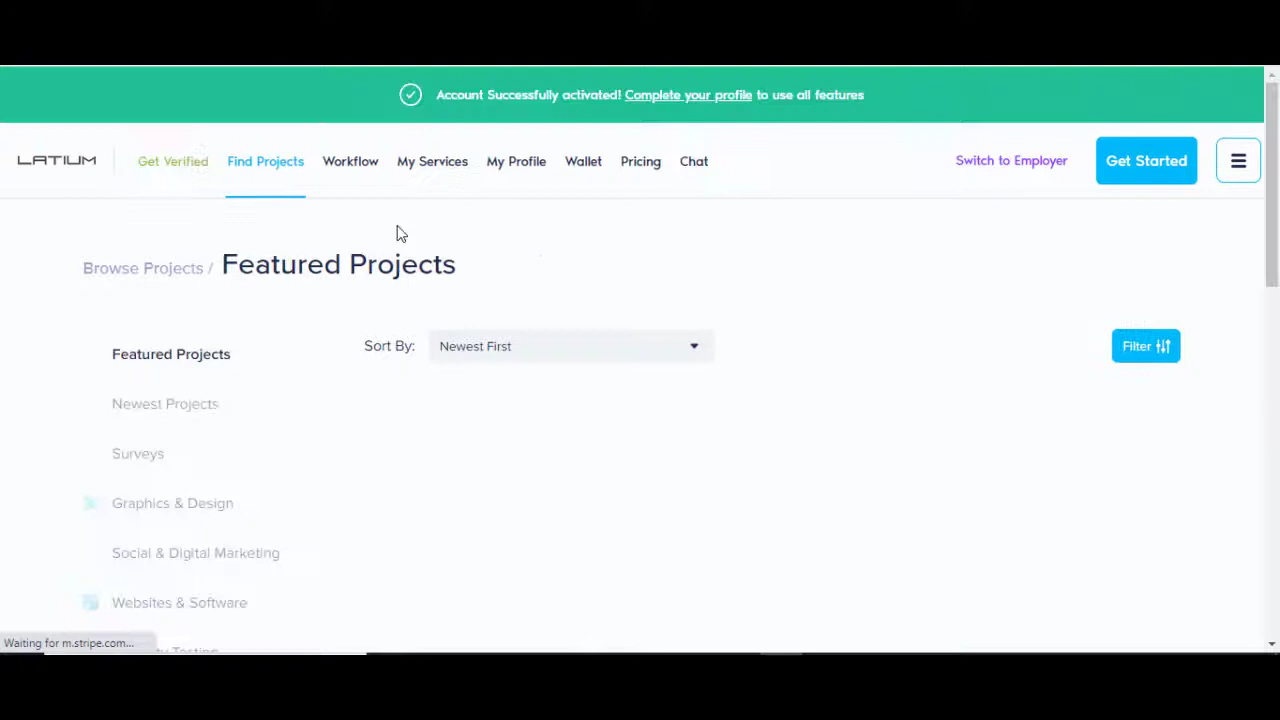 Account Successfully activated! Complete your profile to use all features
LATIUM
Get Verified
Find Projects
Workflow
My Services
My Profile
Wallet
Pricing
Chat
Switch to Employer
Get Started
Browse Projects / Featured Projects
Featured Projects
Sort By:
Newest First
Filter
Newest Projects
Surveys
Graphics & Design
Social & Digital Marketing
Websites & Software
Waiting for m.stripe.com...
Testing